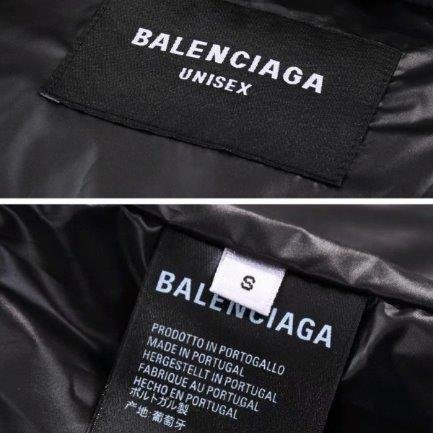 BALENCIAGA
UNISEX
S
BALENCIAGA
PRODOTTO IN PORTOGALLO
MADE IN PORTUGAL
HERGESTELLT IN PORTUGAL
FABRIQUE AU PORTUGAL
HECHO EN PORTUGAL
ポルトガル製
产地:葡萄牙